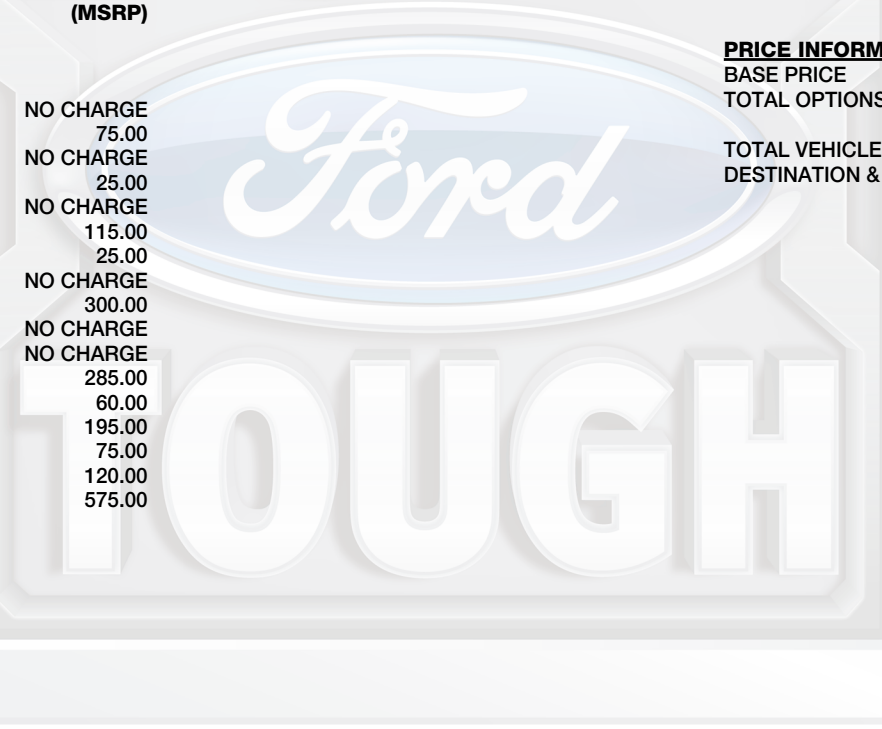 (MSRP)
NO CHARGE
75.00
NO CHARGE
25.00
NO CHARGE
115.00
25.00
NO CHARGE
300.00
NO CHARGE
NO CHARGE
285.00
60.00
195.00
75.00
120.00
575.00
PRICE INFORM
BASE PRICE
TOTAL OPTIONS
TOTAL VEHICLE
DESTINATION &
Ford
TOUGH